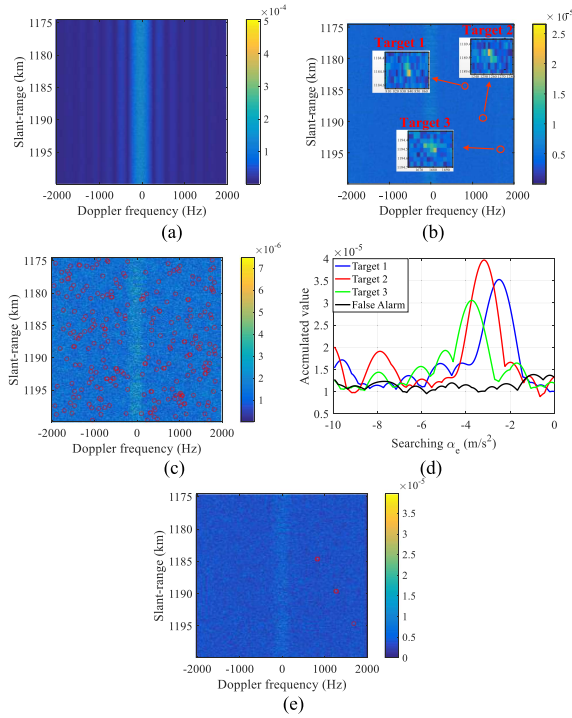 5 ×10⁻⁴
1175
1180
1185
1190
1195
Slant-range (km)
4
3
2
1
-2000 -1000 0 1000 2000
Doppler frequency (Hz)
(a)
×10⁻⁵
1175
1180
1185
1190
1195
Slant-range (km)
Target 1
Target 2
Target 3
2.5
2
1.5
1
0.5
-2000 -1000 0 1000 2000
Doppler frequency (Hz)
(b)
×10⁻⁶
1175
1180
1185
1190
1195
Slant-range (km)
7
6
5
4
3
2
1
-2000 -1000 0 1000 2000
Doppler frequency (Hz)
(c)
×10⁻⁵
4
3.5
3
2.5
2
1.5
1
0.5
Accumulated value
Target 1
Target 2
Target 3
False Alarm
-10 -8 -6 -4 -2 0
Searching αₑ (m/s²)
(d)
×10⁻⁵
1175
1180
1185
1190
1195
Slant-range (km)
3.5
3
2.5
2
1.5
1
0.5
0
-2000 -1000 0 1000 2000
Doppler frequency (Hz)
(e)